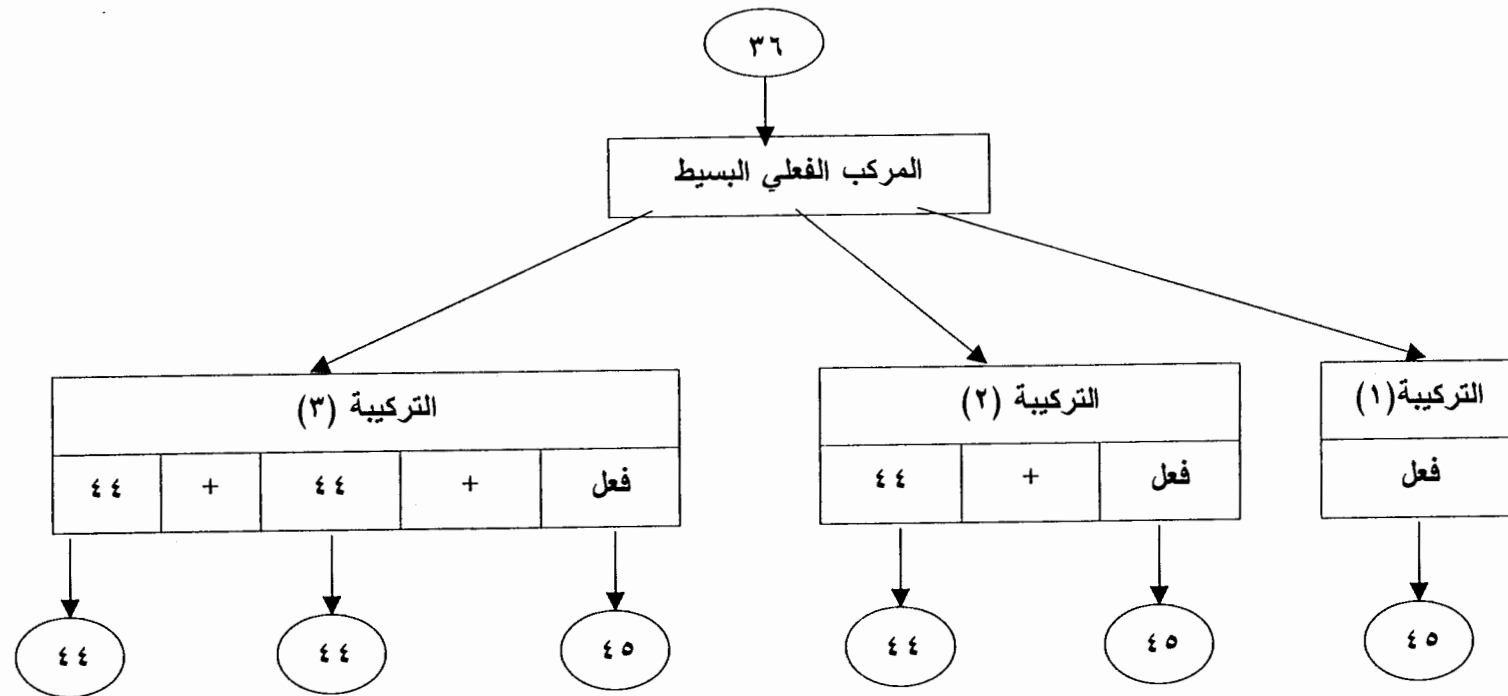 ٣٦
المركب الفعلي البسيط
التركيبة(١)
فعل
٤٥
التركيبة (٢)
فعل + ٤٤
٤٥ ٤٤
التركيبة (٣)
فعل + ٤٤ + ٤٤
٤٥ ٤٤ ٤٤